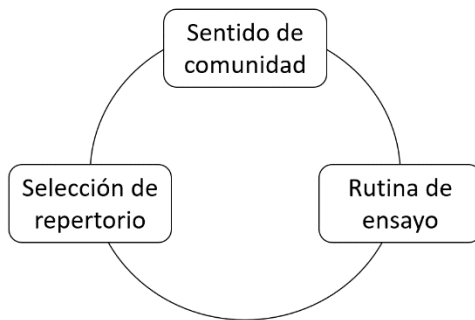 Sentido de
comunidad
Selección de
repertorio
Rutina de
ensayo